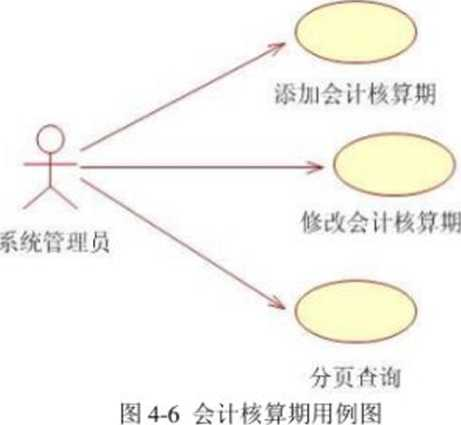 添加会计核算期
修改会计核算期
系统管理员
分页查询
图 4-6 会计核算期用例图